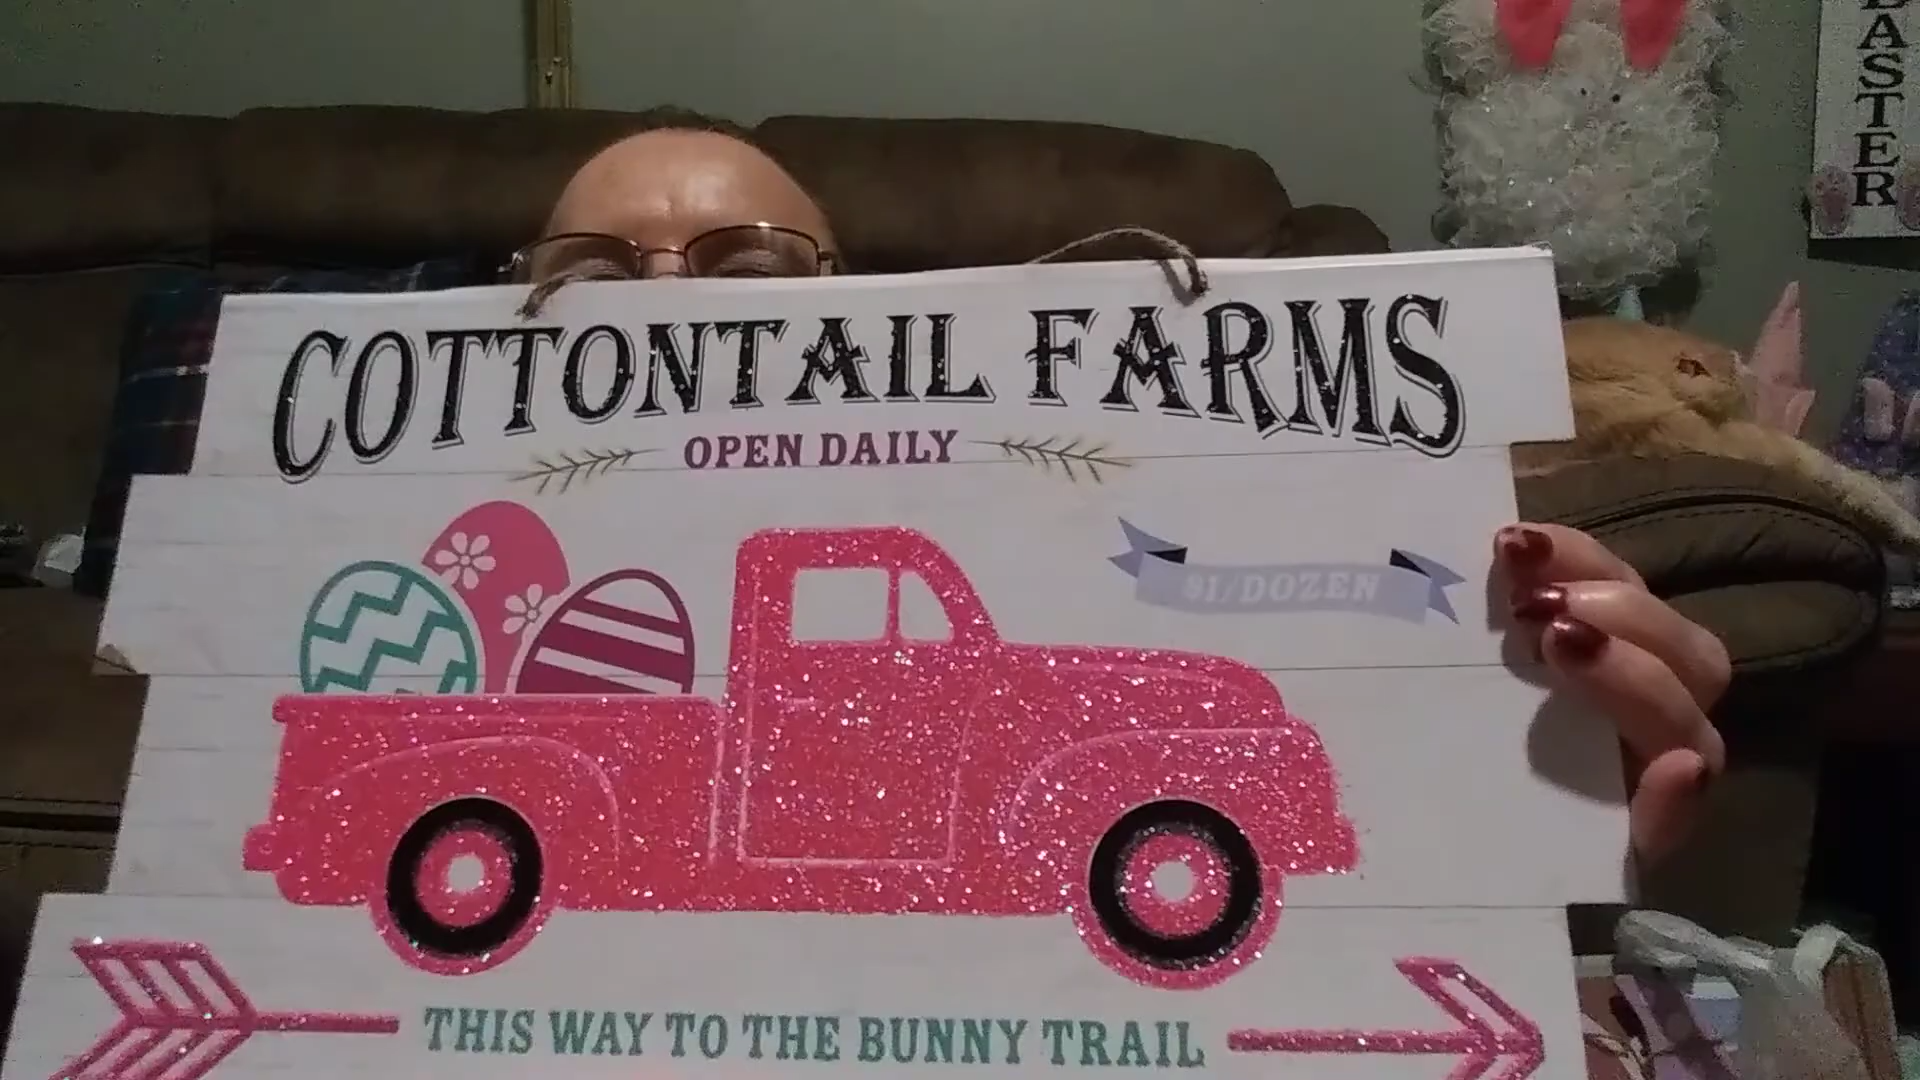 COTTONTAIL FARMS
OPEN DAILY
$1/DOZEN
THIS WAY TO THE BUNNY TRAIL
EASTER